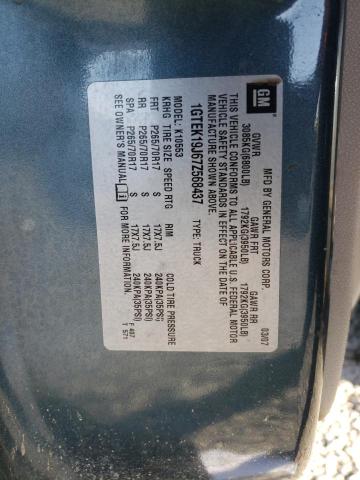 GM
MFD BY GENERAL MOTORS CORP. 03/07
GVWR GAWR FRT GAWR RR
3085KG(6800LB) 1792KG(3950LB) 1792KG(3950LB)
THIS VEHICLE CONFORMS TO ALL APPLICABLE U.S. FEDERAL MOTOR
VEHICLE SAFETY STANDARDS IN EFFECT ON THE DATE OF
MANUFACTURE SHOWN ABOVE.
1GTEK19J67Z568437 TYPE: TRUCK
K10553
KRHG TIRE SIZE SPEED RTG RIM COLD TIRE PRESSURE
FRT P265/70R17 S 17X7.5J 240KPA(35PSI)
RR P265/70R17 S 17X7.5J 240KPA(35PSI)
SPA P265/70R17 S 17X7.5J 240KPA(35PSI)
SEE OWNER'S MANUAL FOR MORE INFORMATION.
F 487
T 571